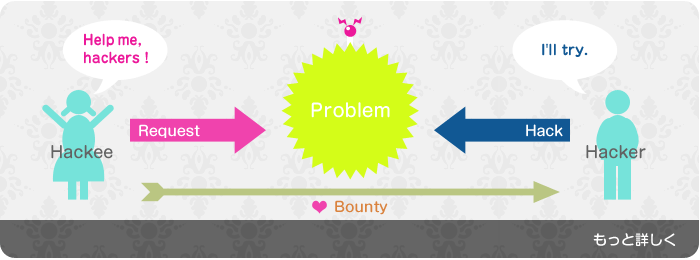 Help me,
hackers !
I'll try.
Problem
Request
Hack
Hackee
Hacker
Bounty
もっと詳しく